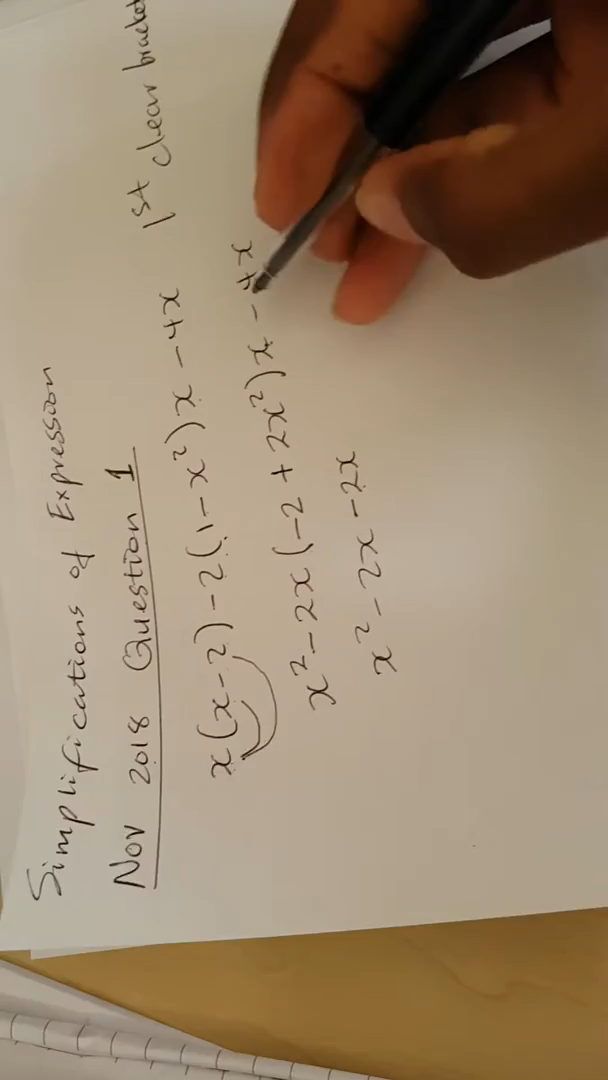 Simplifications of Expression
Nov 2018 Question 1
x(x-2)-2(1-x²)x-4x 1st clear bracket
x²-2x(-2+2x²)x-4x
x²-2x-2x